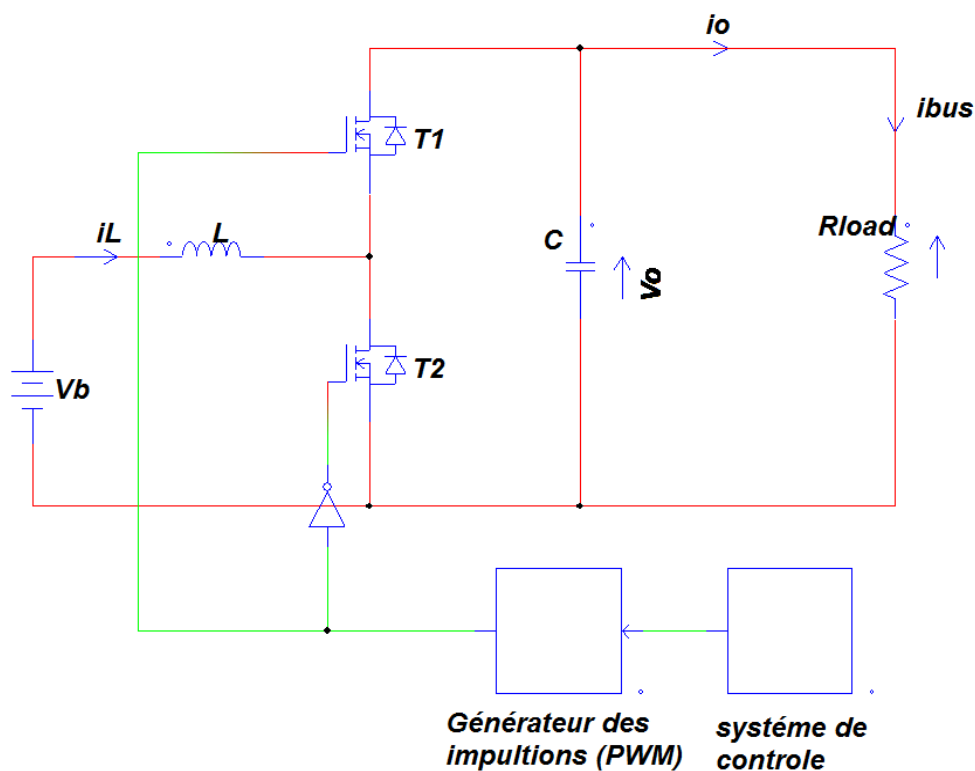 io
ibus
T1
iL
L
C
Vo
Rload
T2
Vb
Générateur des
impultions (PWM)
systéme de
controle